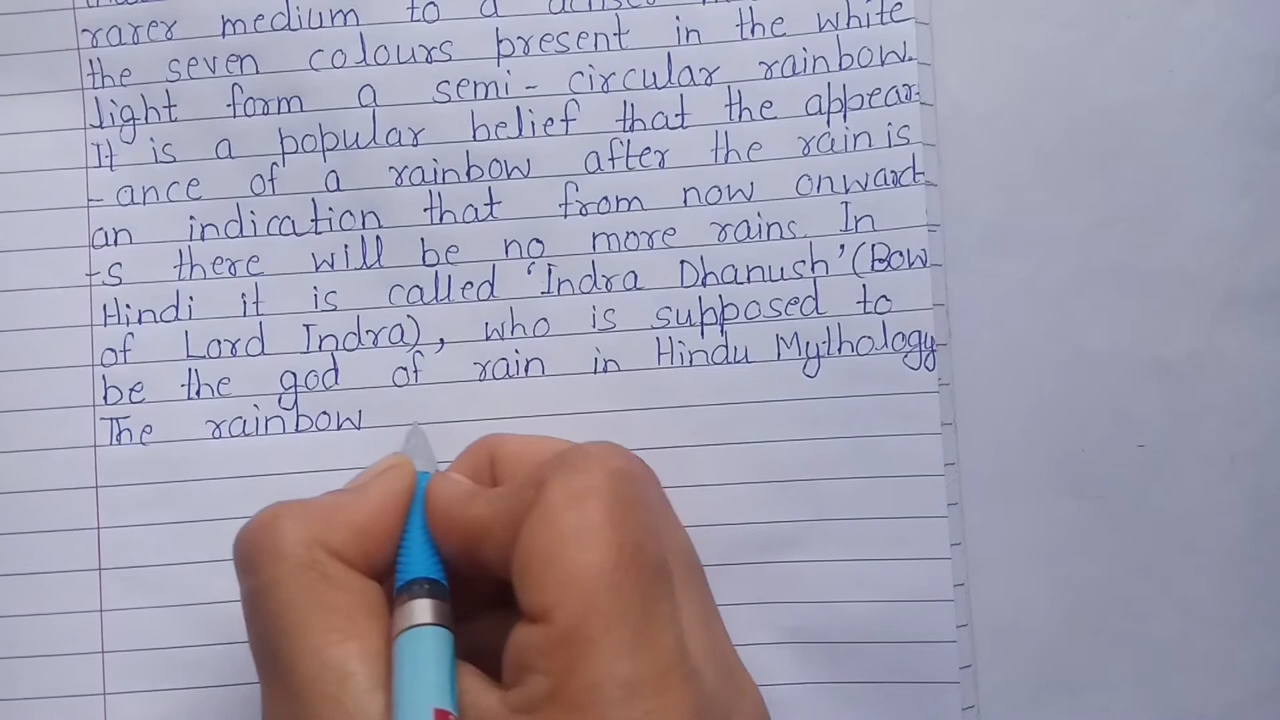 rarer medium to a
the seven colours present in the white
light form a semi- circular rainbow.
It is a popular belief that the appear
-ance of a rainbow after the rain is
an indication that from now onward
-s there will be no more rains. In
Hindi it is called 'Indra Dhanush' (Bow
of Lord Indra), who is supposed to
be the god of rain in Hindu Mythology
The rainbow